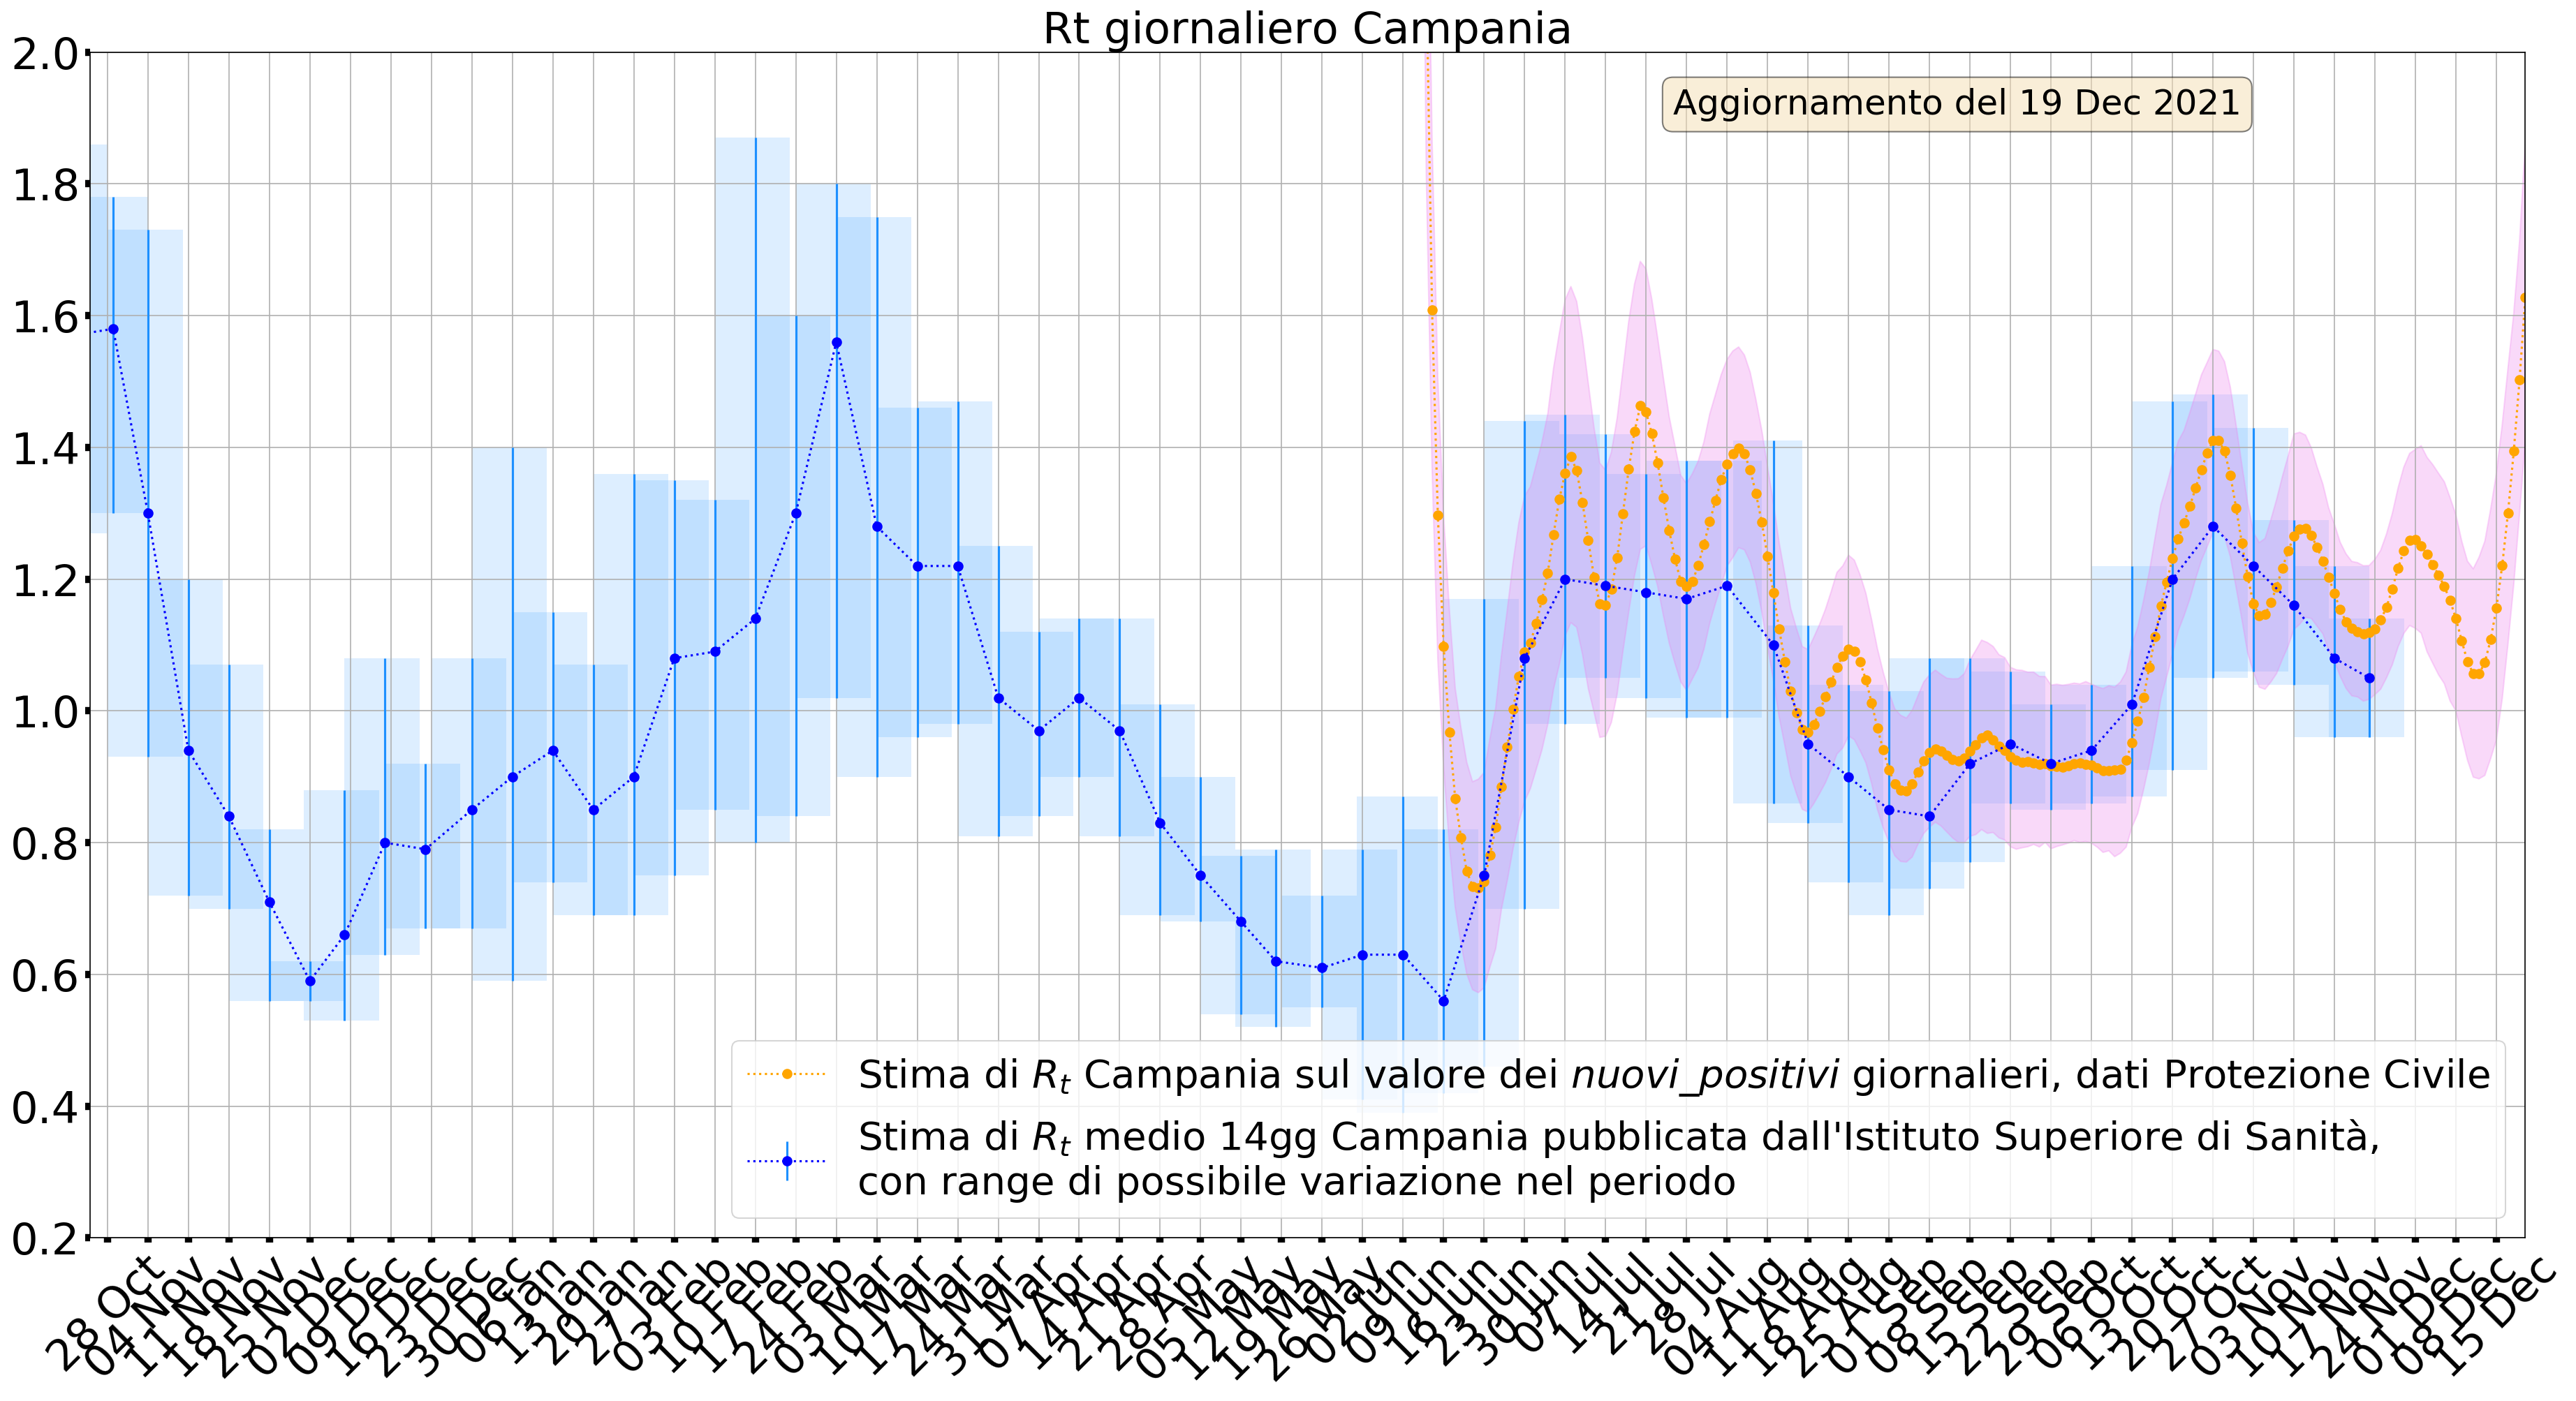 Rt giornaliero Campania
Aggiornamento del 19 Dec 2021
2.0
1.8
1.6
1.4
1.2
1.0
0.8
0.6
0.4
0.2
Stima di Rt Campania sul valore dei nuovi_positivi giornalieri, dati Protezione Civile
Stima di Rt medio 14gg Campania pubblicata dall'Istituto Superiore di Sanità,
con range di possibile variazione nel periodo
28 Oct
04 Nov
11 Nov
18 Nov
25 Nov
02 Dec
09 Dec
16 Dec
23 Dec
30 Dec
06 Jan
13 Jan
20 Jan
27 Jan
03 Feb
10 Feb
17 Feb
24 Feb
03 Mar
10 Mar
17 Mar
24 Mar
31 Mar
07 Apr
14 Apr
21 Apr
28 Apr
05 May
12 May
19 May
26 May
02 Jun
09 Jun
16 Jun
23 Jun
30 Jun
07 Jul
14 Jul
21 Jul
28 Jul
04 Aug
11 Aug
18 Aug
25 Aug
01 Sep
08 Sep
15 Sep
22 Sep
29 Sep
06 Oct
13 Oct
20 Oct
27 Oct
03 Nov
10 Nov
17 Nov
24 Nov
01 Dec
08 Dec
15 Dec